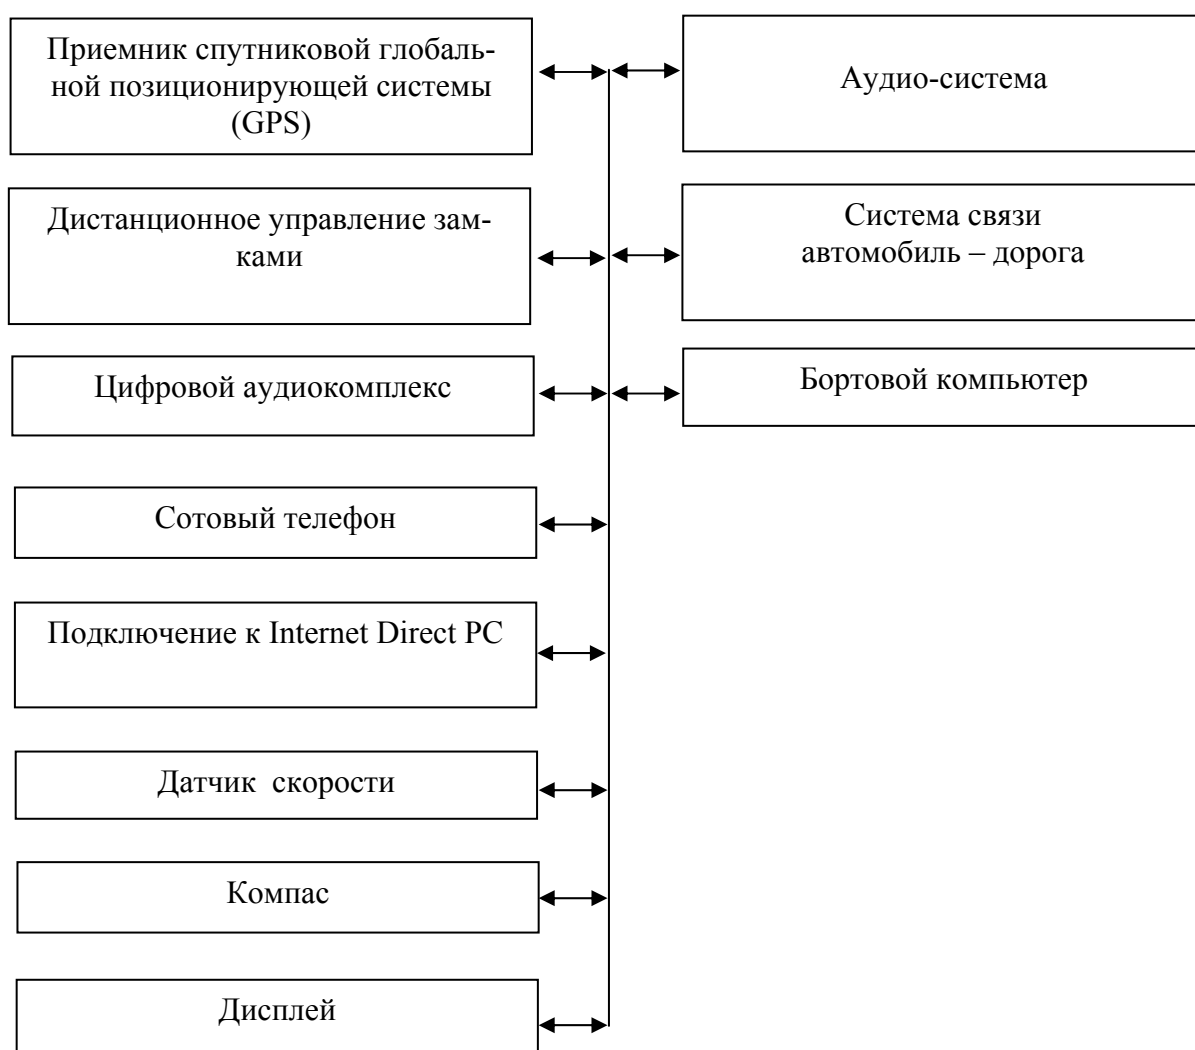 Приемник спутниковой глобаль-
ной позиционирующей системы
(GPS)
Дистанционное управление зам-
ками
Цифровой аудиокомплекс
Сотовый телефон
Подключение к Internet Direct PC
Датчик скорости
Компас
Дисплей
Аудио-система
Система связи
автомобиль – дорога
Бортовой компьютер